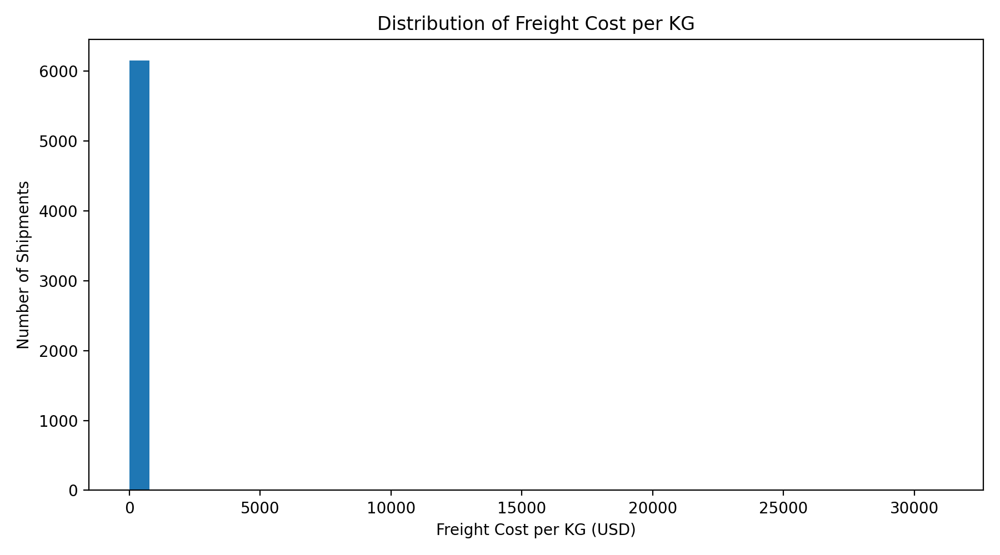 Distribution of Freight Cost per KG
6000
5000
4000
3000
2000
1000
0
Number of Shipments
0 5000 10000 15000 20000 25000 30000
Freight Cost per KG (USD)